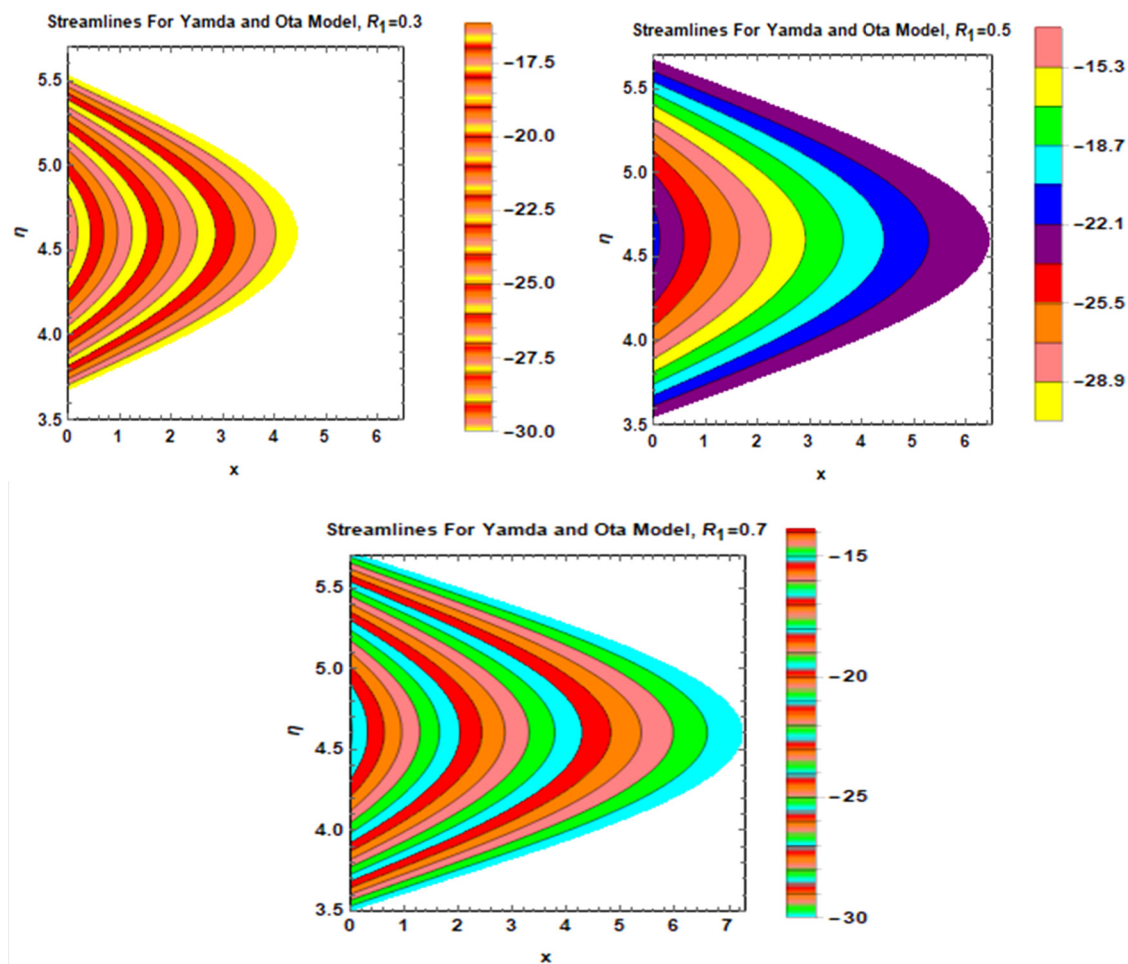 Streamlines For Yamda and Ota Model, R1=0.3
5.5
5.0
η
4.5
4.0
3.5
0 1 2 3 4 5 6
x
−17.5
−20.0
−22.5
−25.0
−27.5
−30.0
Streamlines For Yamda and Ota Model, R1=0.5
5.5
5.0
η
4.5
4.0
3.5
0 1 2 3 4 5 6
x
−15.3
−18.7
−22.1
−25.5
−28.9
Streamlines For Yamda and Ota Model, R1=0.7
5.5
5.0
η
4.5
4.0
3.5
0 1 2 3 4 5 6 7
x
−15
−20
−25
−30